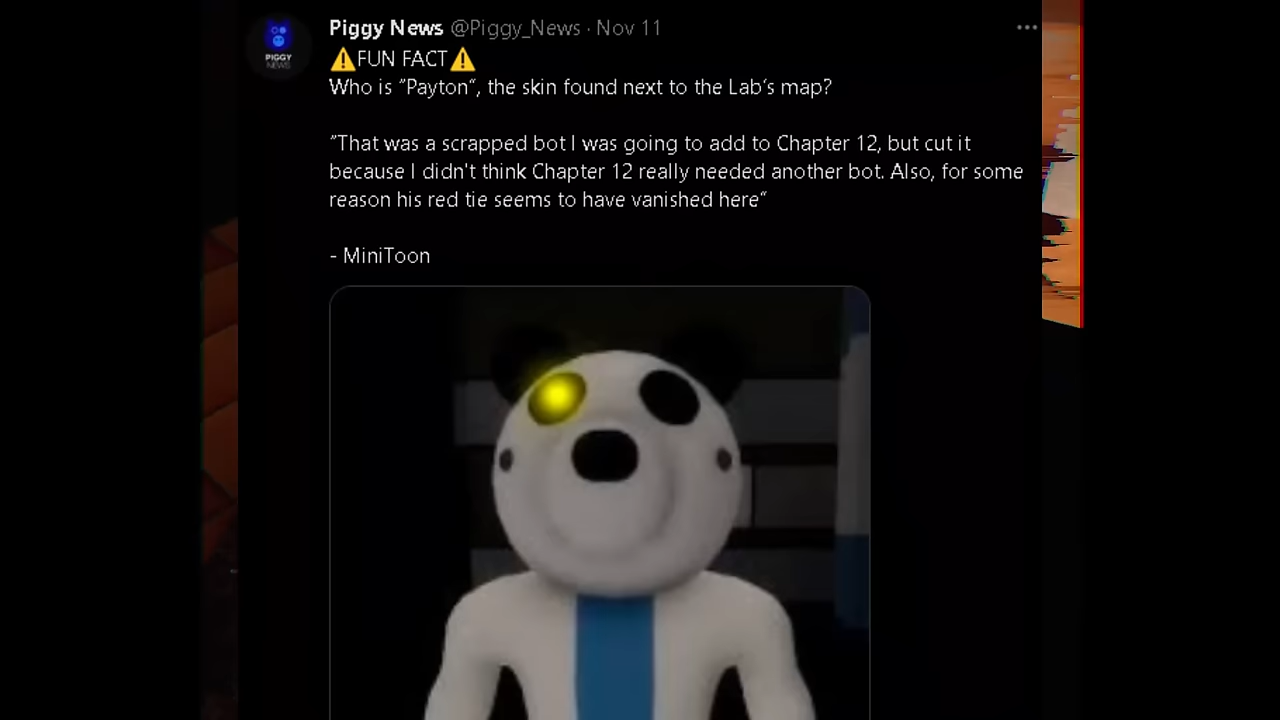 Piggy News @Piggy_News · Nov 11
⚠️FUN FACT⚠️
Who is "Payton", the skin found next to the Lab's map?
"That was a scrapped bot I was going to add to Chapter 12, but cut it
because I didn't think Chapter 12 really needed another bot. Also, for some
reason his red tie seems to have vanished here"
- MiniToon
PIGGY
NEWS